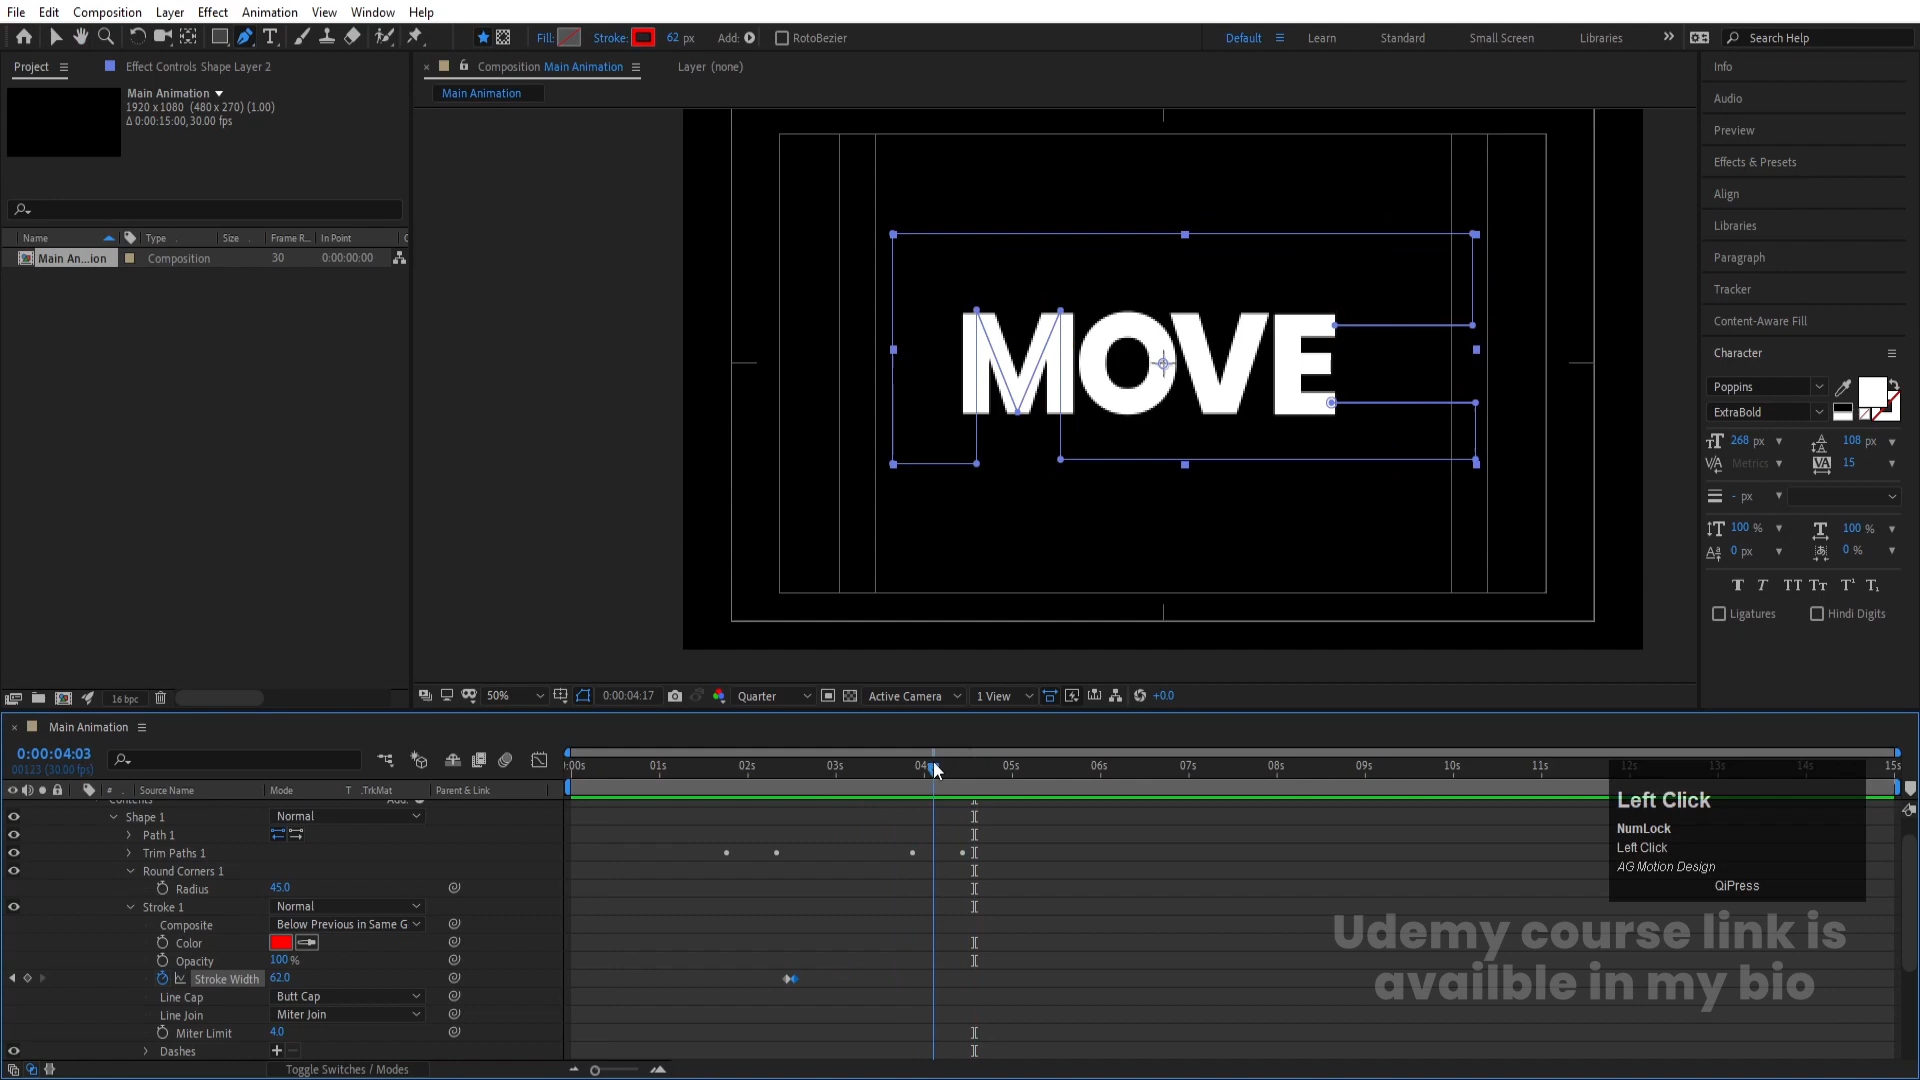 File Edit Composition Layer Effect Animation View Window Help
Fill: Stroke: 62 px Add: RotoBezier Default Learn Standard Small Screen Libraries Search Help
Project Effect Controls Shape Layer 2
Composition Main Animation Layer (none)
Main Animation
1920 x 1080 (480 x 270) (1.00)
Δ 0:00:15:00, 30.00 fps
Main Animation
Name Type Size Frame R... In Point
Main An...ion Composition 30 0:00:00:00
MOVE
Info
Audio
Preview
Effects & Presets
Align
Libraries
Paragraph
Tracker
Content-Aware Fill
Character
Poppins
ExtraBold
268 px 108 px
Metrics 15
- px
100 % 100 %
0 px 0 %
T T TT Tт T¹ T₁
Ligatures Hindi Digits
16 bpc
50% 0:00:04:17 Quarter Active Camera 1 View +0.0
Main Animation
0:00:04:03
00123 (30.00 fps)
:00s 01s 02s 03s 04s 05s 06s 07s 08s 09s 10s 11s 12s 13s 14s 15s
# Source Name Mode T .TrkMat Parent & Link
Contents Add:
Shape 1 Normal
Path 1
Trim Paths 1
Round Corners 1
Radius 45.0
Stroke 1 Normal
Composite Below Previous in Same G
Color
Opacity 100 %
Stroke Width 62.0
Line Cap Butt Cap
Line Join Miter Join
Miter Limit 4.0
Dashes + −
Toggle Switches / Modes
Left Click
NumLock
Left Click
AG Motion Design
QiPress
Udemy course link is
availble in my bio